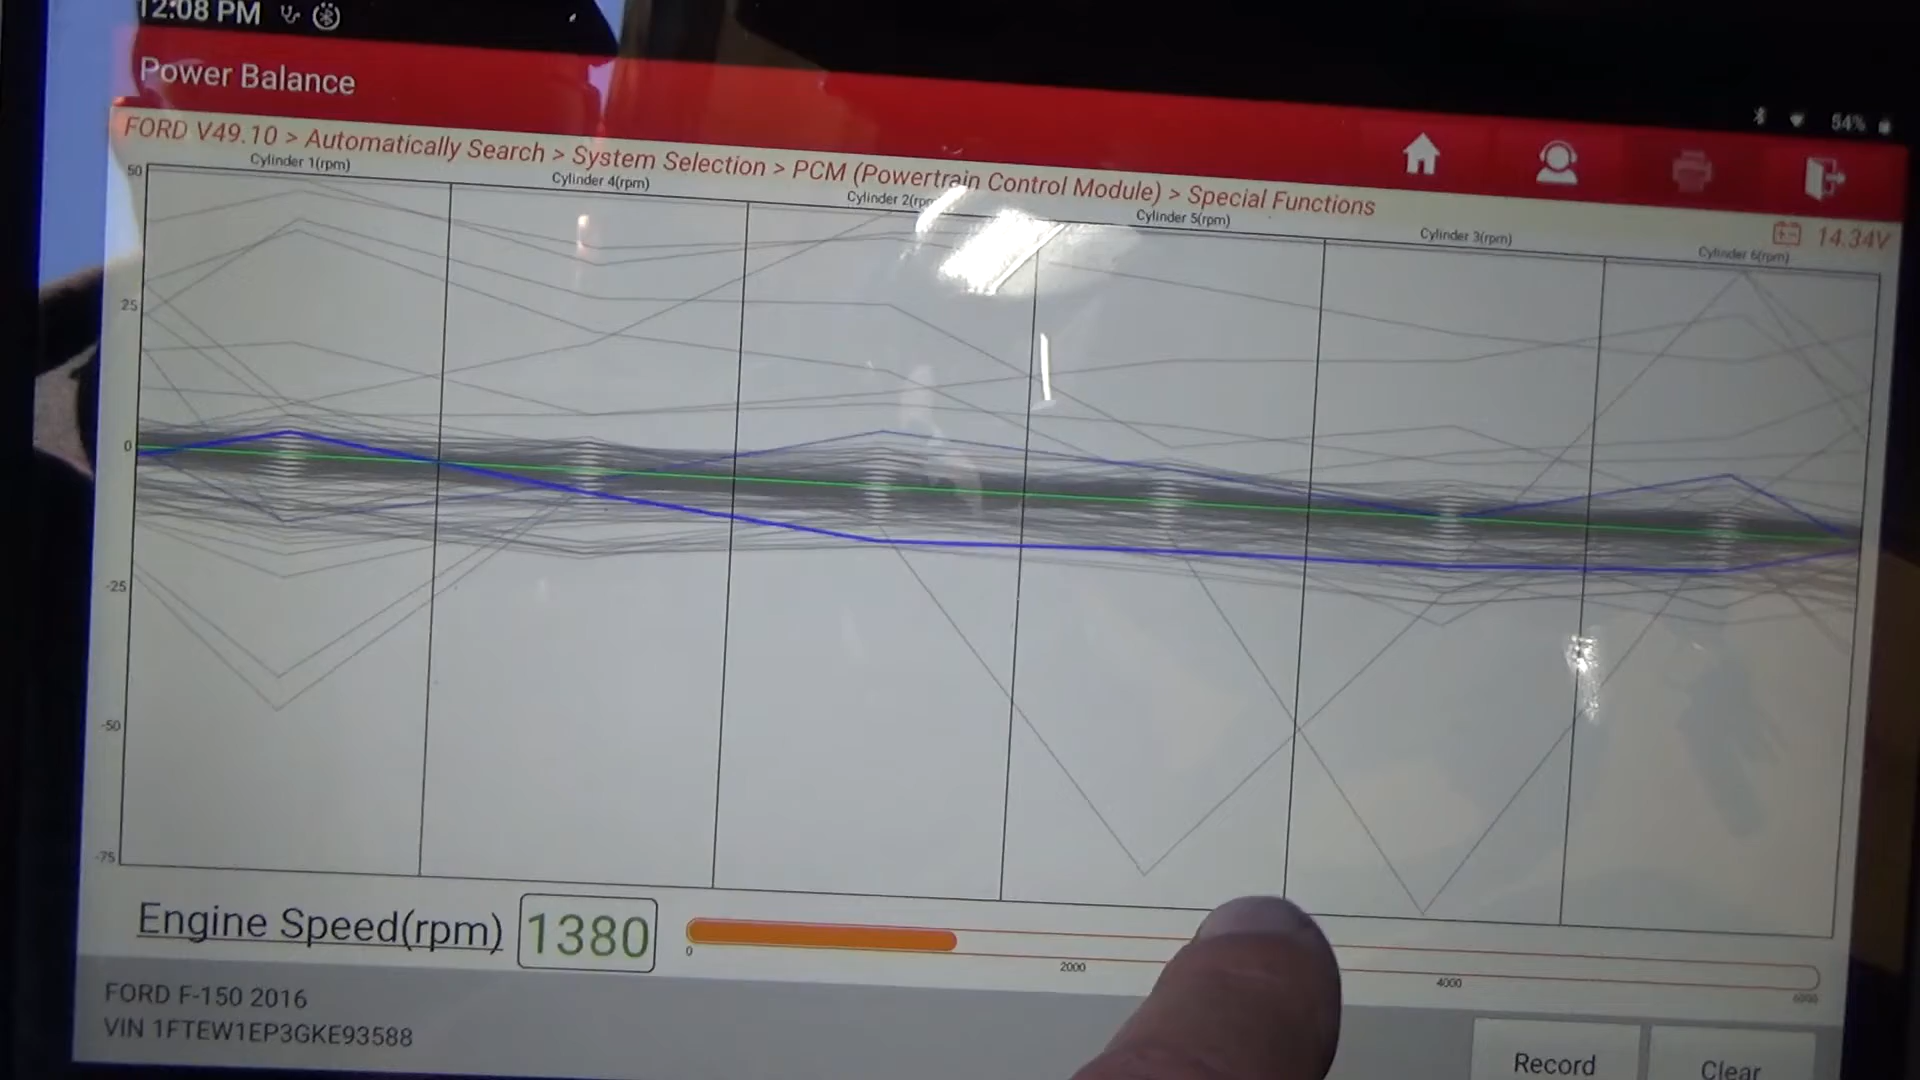 12:08 PM
54%
Power Balance
FORD V49.10 > Automatically Search > System Selection > PCM (Powertrain Control Module) > Special Functions
14.34V
Cylinder 1(rpm)
Cylinder 4(rpm)
Cylinder 2(rpm)
Cylinder 5(rpm)
Cylinder 3(rpm)
Cylinder 6(rpm)
50
25
0
-25
-50
-75
Engine Speed(rpm) 1380
0
2000
4000
6000
FORD F-150 2016
VIN 1FTEW1EP3GKE93588
Record
Clear